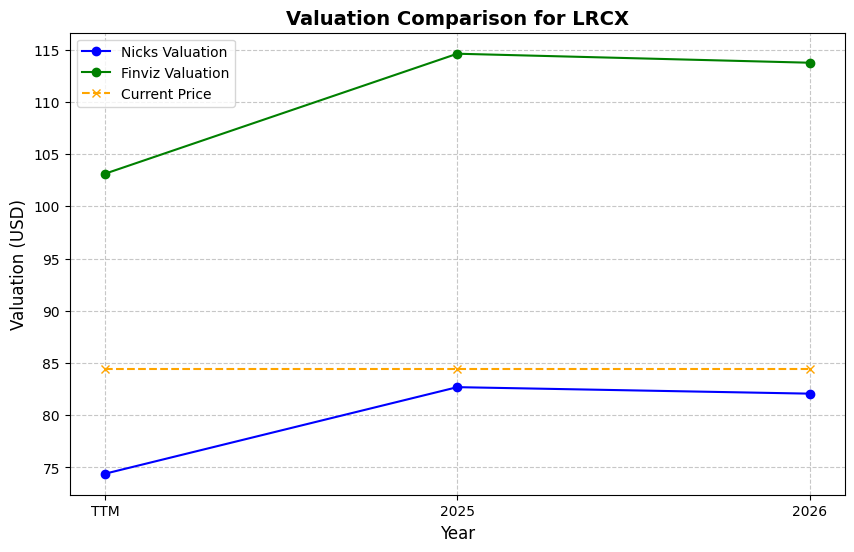 Valuation Comparison for LRCX
Nicks Valuation
Finviz Valuation
Current Price
Valuation (USD)
115
110
105
100
95
90
85
80
75
TTM
2025
2026
Year